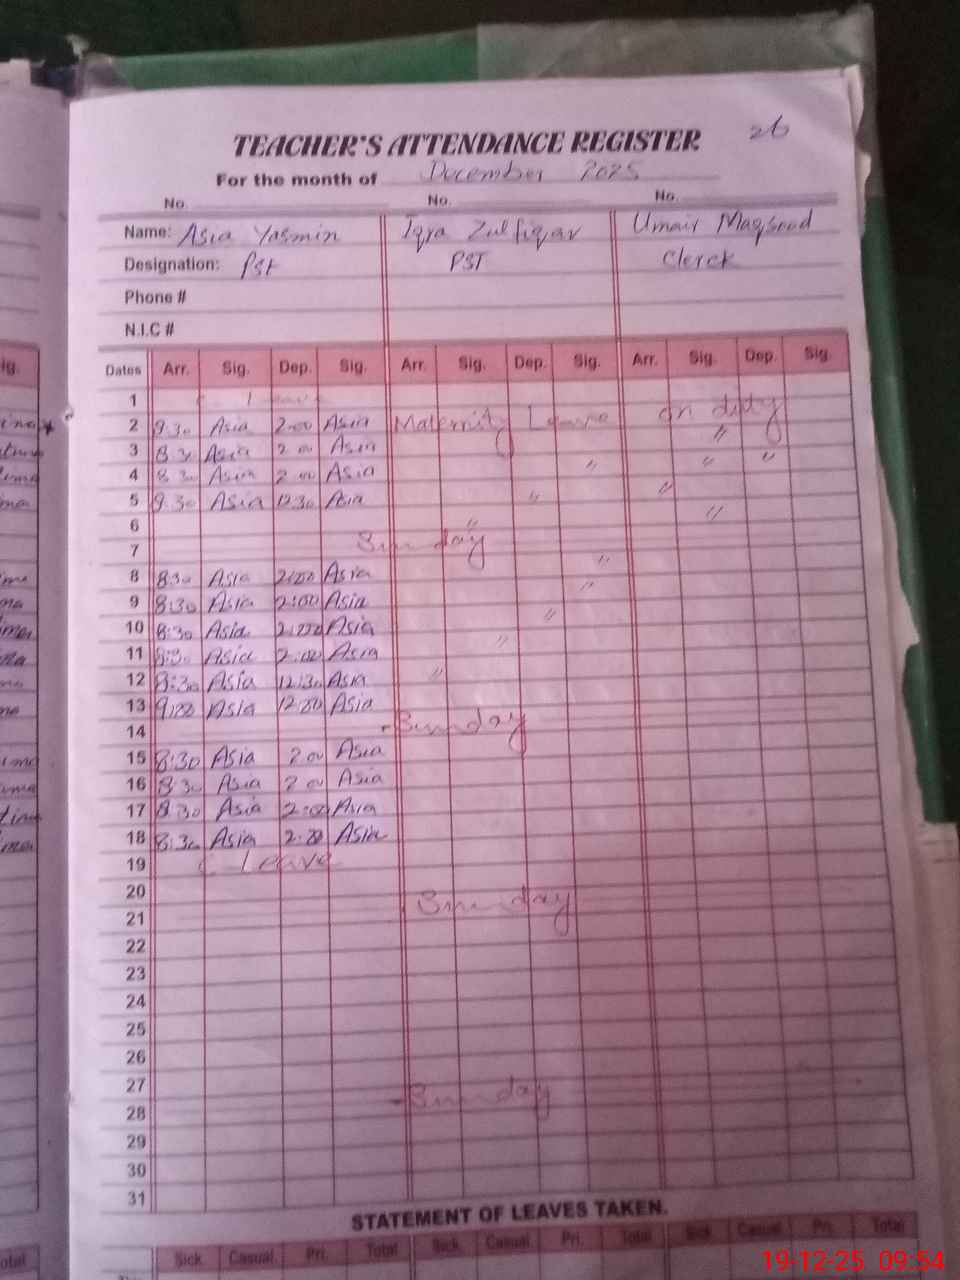 26
TEACHER'S ATTENDANCE REGISTER
For the month of December 2025
No. No. No.
Name: Asia Yasmin Iqra Zulfiqar Umair Maqsood
Designation: PST PST Clerck
Phone #
N.I.C #
Dates Arr. Sig. Dep. Sig. Arr. Sig. Dep. Sig. Arr. Sig. Dep. Sig.
1 C Leave
2 9:30 Asia 2:00 Asia Maternity Leave on duty
3 8:30 Asia 2 00 Asia "
4 8 30 Asia 2 00 Asia " " "
5 9:30 Asia 12:30 Asia " "
6 " "
7 Sunday
8 8:30 Asia 2:00 Asia "
9 8:30 Asia 2:00 Asia "
10 8:30 Asia 2:00 Asia "
11 8:30 Asia 2:00 Asia "
12 8:30 Asia 12:30 Asia "
13 9:00 Asia 12:00 Asia
14 Sunday
15 8:30 Asia 2 00 Asia
16 8:30 Asia 2 00 Asia
17 8:30 Asia 2:00 Asia
18 8:30 Asia 2:00 Asia
19 C Leave
20
21 Sunday
22
23
24
25
26
27
28 Sunday
29
30
31
STATEMENT OF LEAVES TAKEN.
Sick Casual. Pri. Total Sick. Casual. Pri. Total Sick Casual. Pri. Total
19-12-25 09:54